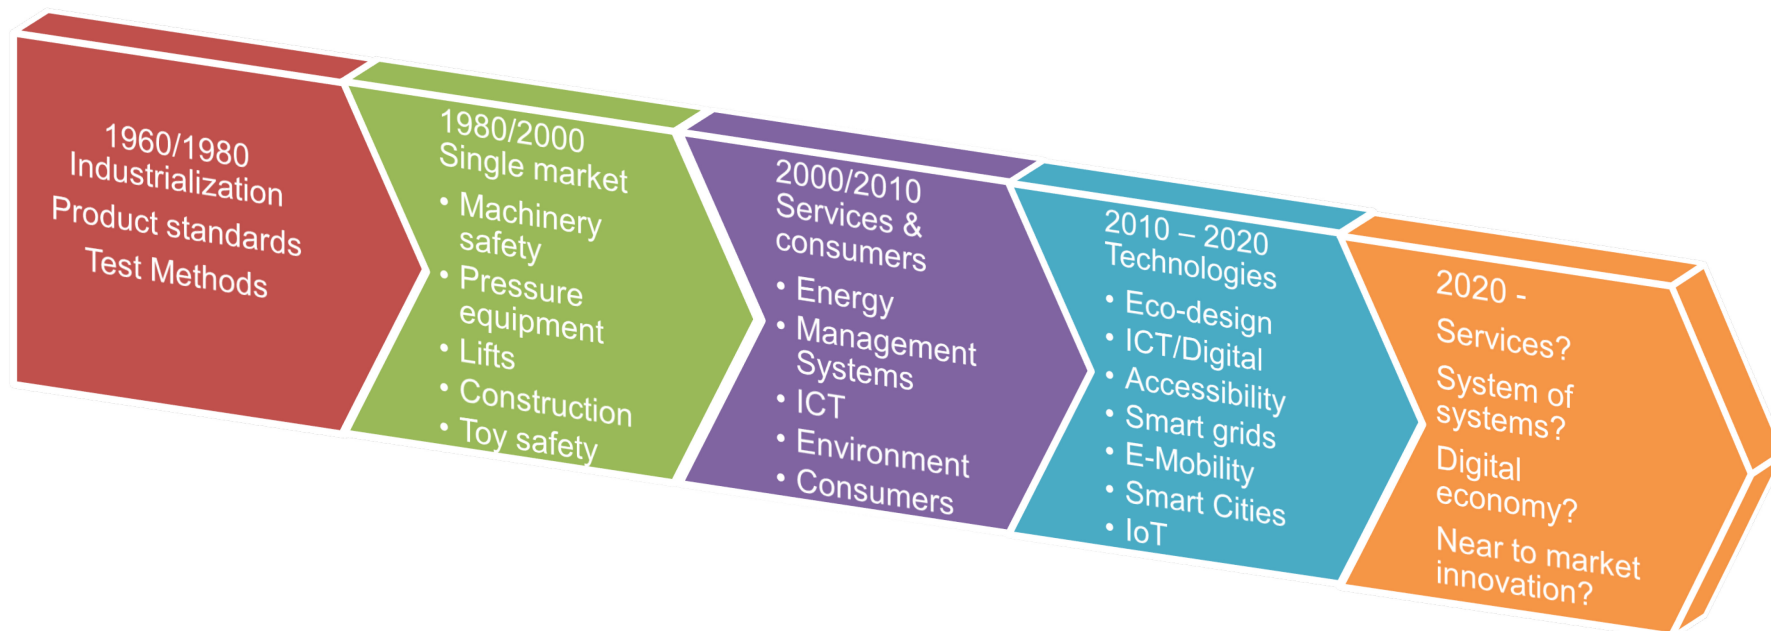 1960/1980
Industrialization
Product standards
Test Methods
1980/2000
Single market
• Machinery
safety
• Pressure
equipment
• Lifts
• Construction
• Toy safety
2000/2010
Services &
consumers
• Energy
• Management
Systems
• ICT
• Environment
• Consumers
2010 – 2020
Technologies
• Eco-design
• ICT/Digital
• Accessibility
• Smart grids
• E-Mobility
• Smart Cities
• IoT
2020 -
Services?
System of
systems?
Digital
economy?
Near to market
innovation?